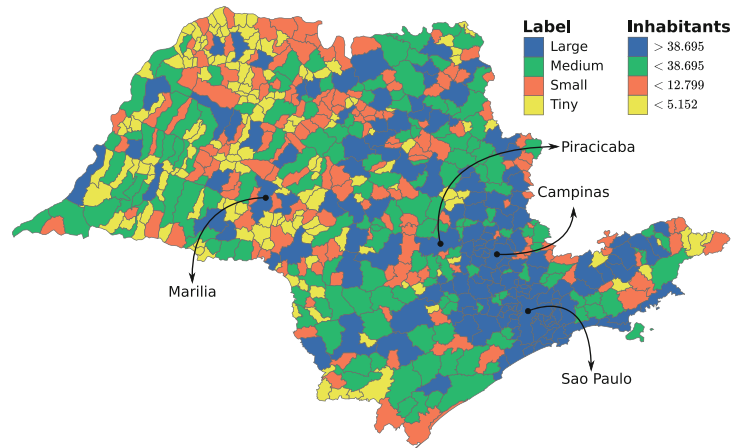 Label
Large
Medium
Small
Tiny
Inhabitants
> 38.695
< 38.695
< 12.799
< 5.152
Piracicaba
Campinas
Marilia
Sao Paulo